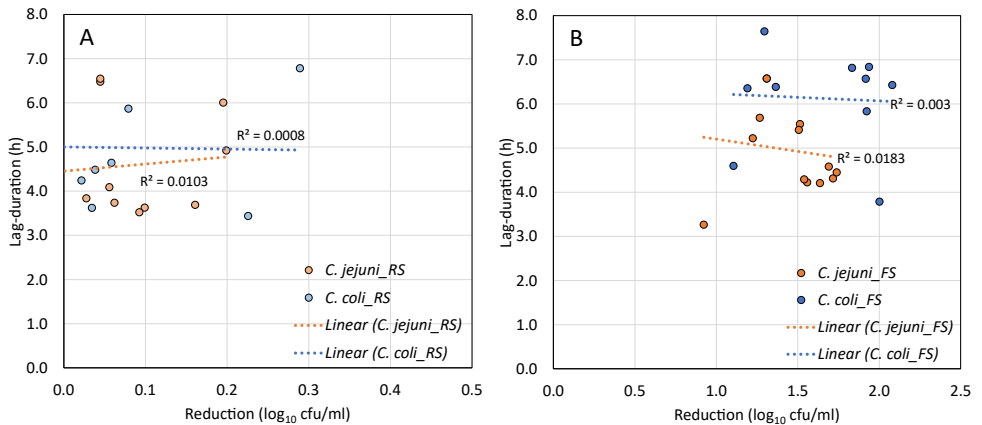 A
8.0
7.0
6.0
5.0
4.0
3.0
2.0
1.0
0.0
Lag-duration (h)
R² = 0.0008
R² = 0.0103
C. jejuni_RS
C. coli_RS
Linear (C. jejuni_RS)
Linear (C. coli_RS)
0.0 0.1 0.2 0.3 0.4 0.5
Reduction (log₁₀ cfu/ml)
B
8.0
7.0
6.0
5.0
4.0
3.0
2.0
1.0
0.0
Lag-duration (h)
R² = 0.003
R² = 0.0183
C. jejuni_FS
C. coli_FS
Linear (C. jejuni_FS)
Linear (C. coli_FS)
0.0 0.5 1.0 1.5 2.0 2.5
Reduction (log₁₀ cfu/ml)